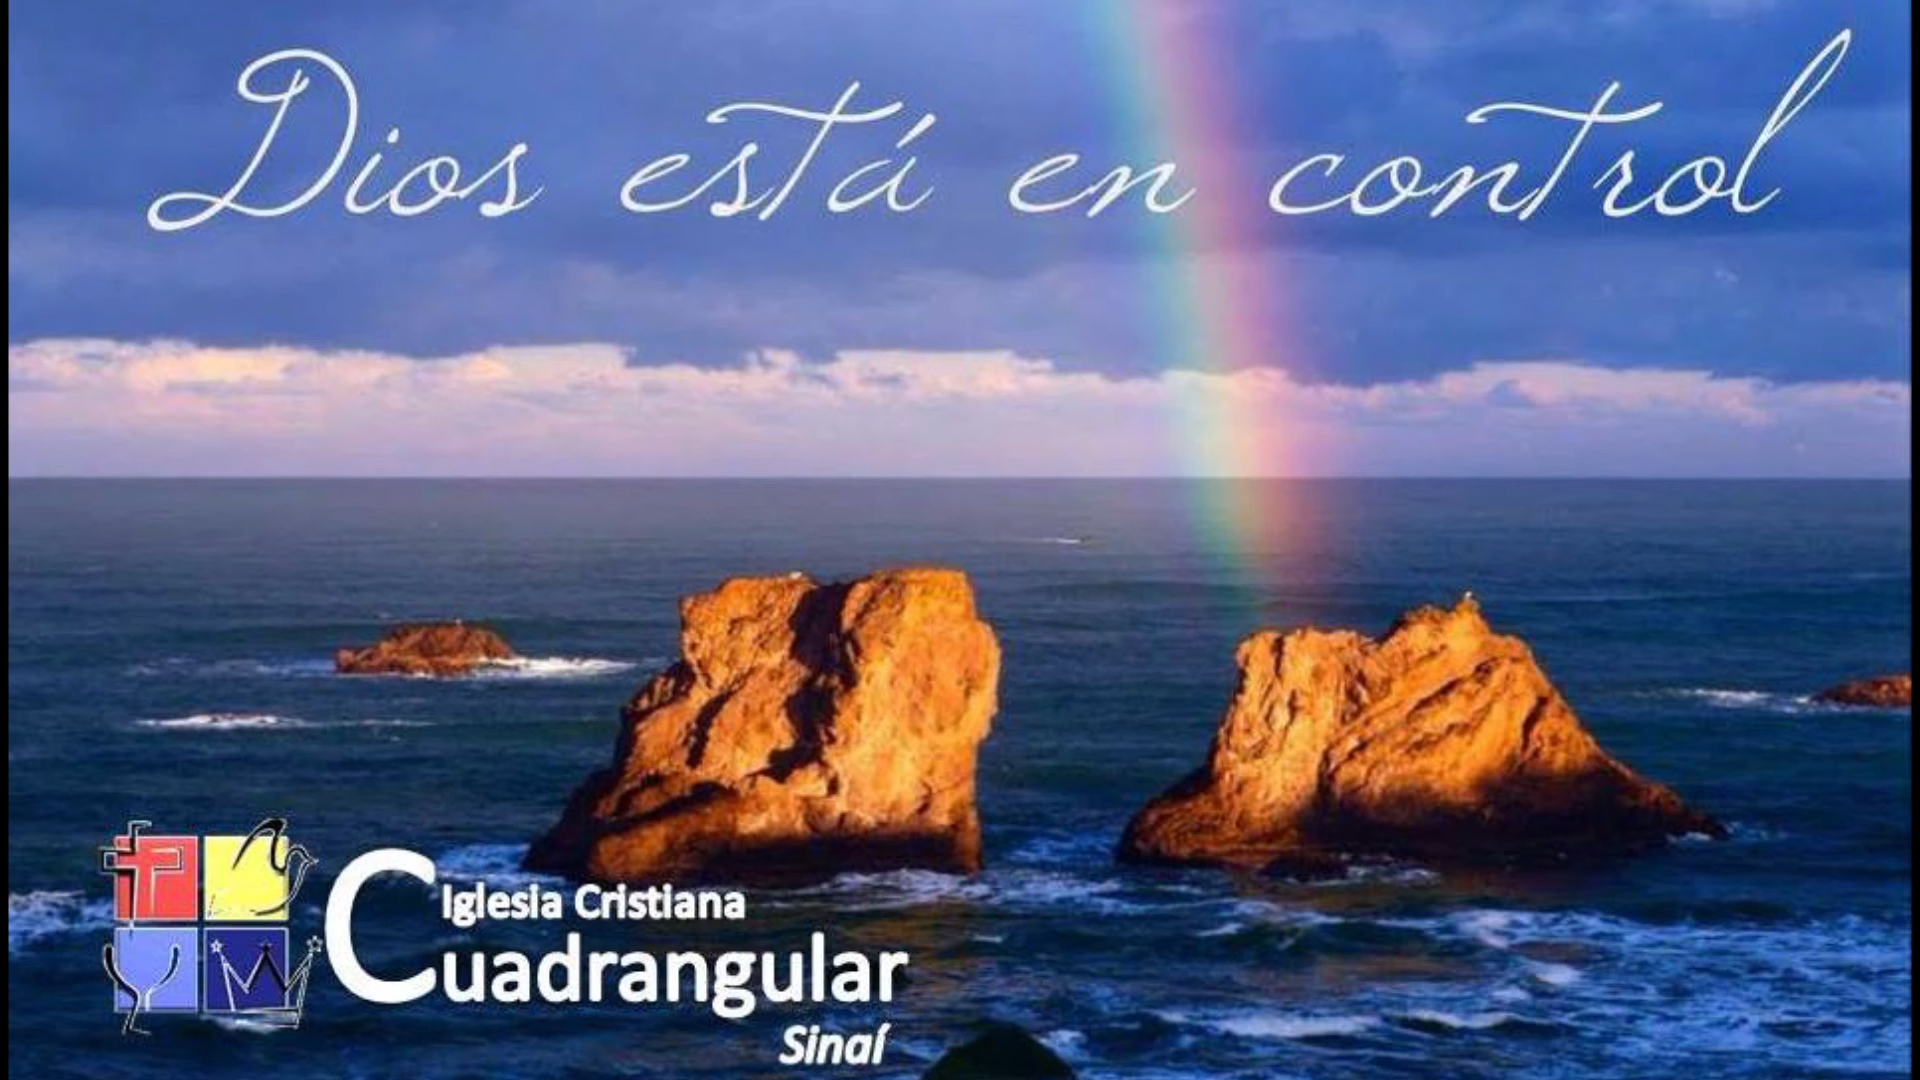 Dios está en control
Iglesia Cristiana
Cuadrangular
Sinaí